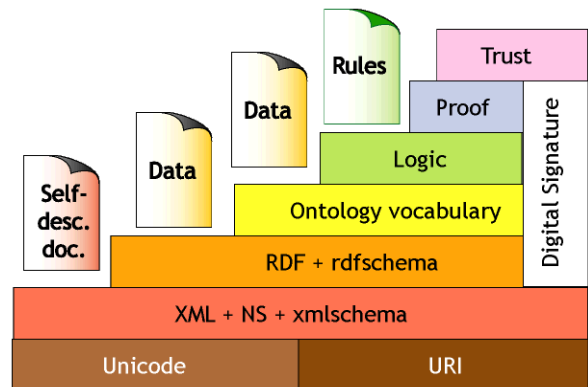 Trust
Rules
Proof
Data
Logic
Data
Digital Signature
Self-
desc.
doc.
Ontology vocabulary
RDF + rdfschema
XML + NS + xmlschema
Unicode
URI